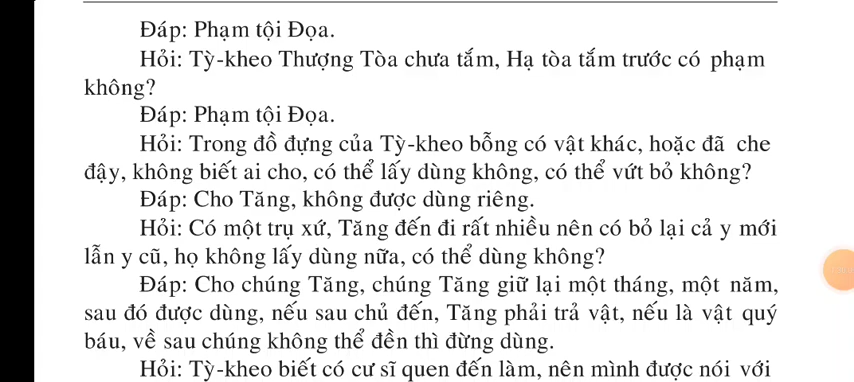 Đáp: Phạm tội Đọa.
Hỏi: Tỳ-kheo Thượng Tòa chưa tắm, Hạ tòa tắm trước có phạm
không?
Đáp: Phạm tội Đọa.
Hỏi: Trong đồ đựng của Tỳ-kheo bỗng có vật khác, hoặc đã che
đậy, không biết ai cho, có thể lấy dùng không, có thể vứt bỏ không?
Đáp: Cho Tăng, không được dùng riêng.
Hỏi: Có một trụ xứ, Tăng đến đi rất nhiều nên có bỏ lại cả y mới
lẫn y cũ, họ không lấy dùng nữa, có thể dùng không?
Đáp: Cho chúng Tăng, chúng Tăng giữ lại một tháng, một năm,
sau đó được dùng, nếu sau chủ đến, Tăng phải trả vật, nếu là vật quý
báu, về sau chúng không thể đền thì đừng dùng.
Hỏi: Tỳ-kheo biết có cư sĩ quen đến làm, nên mình được nói với